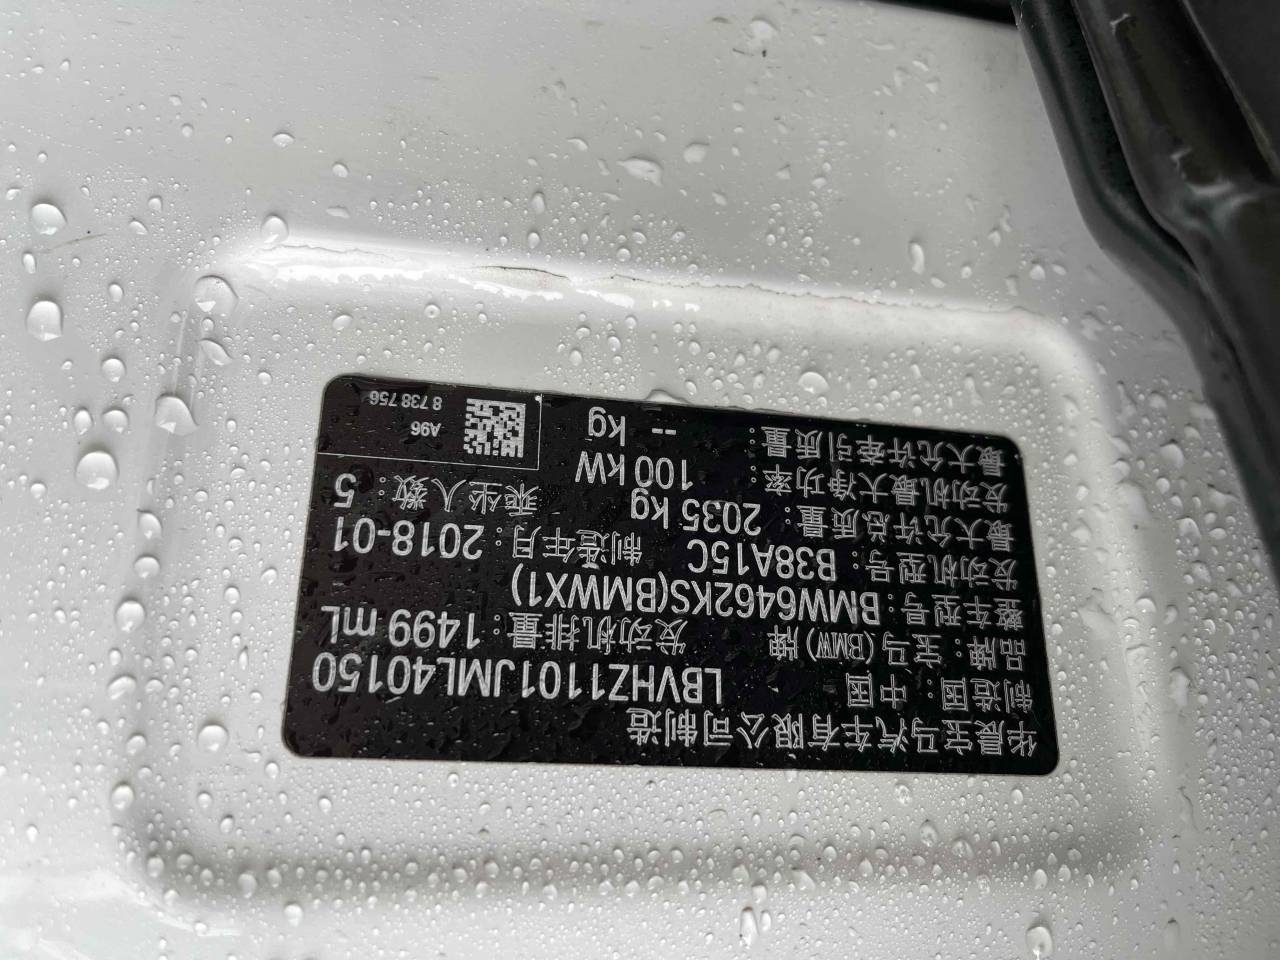 华晨宝马汽车有限公司制造
制造国：中国 LBVHZ1101JML40150
品牌：宝马(BMW)牌 发动机排量：1499 mL
整车型号：BMW6462KS(BMWX1)
发动机型号：B38A15C 制造年月：2018-01
最大允许总质量：2035 kg 乘坐人数：5
发动机最大净功率：100 kW
最大允许牵引质量：-- kg
A96
8 738 756